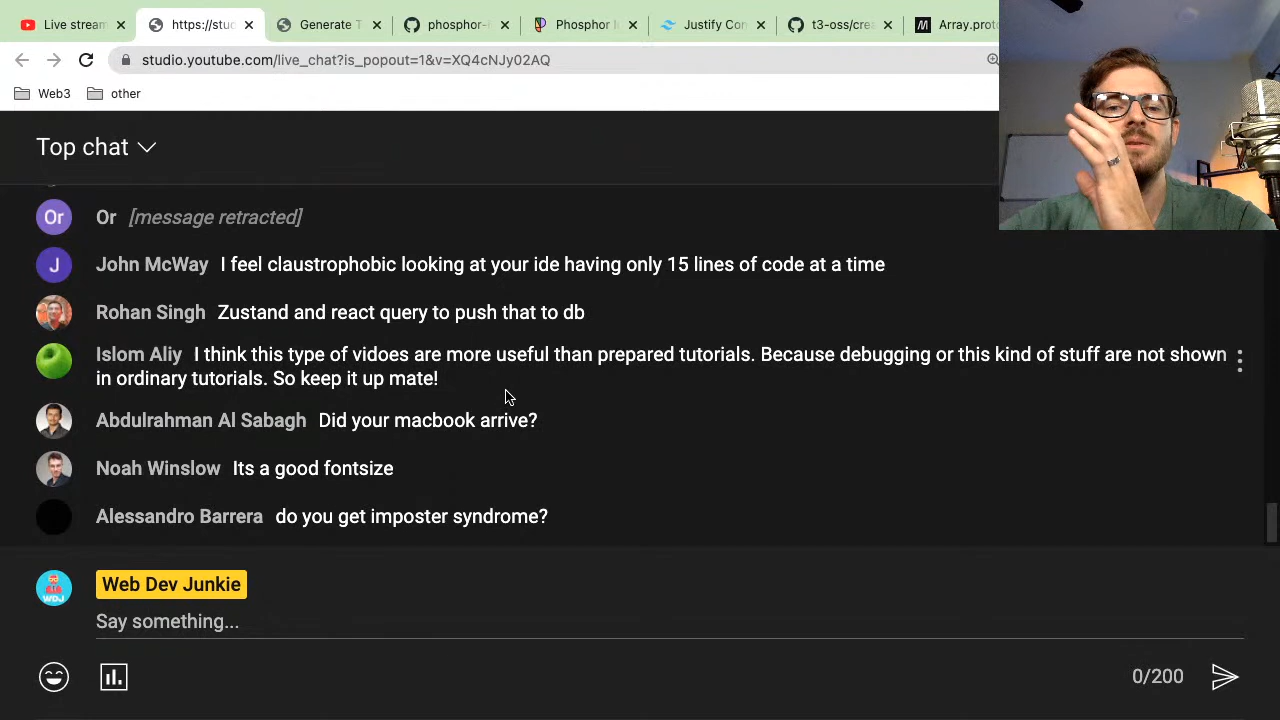 Live stream
https://stud
Generate T
phosphor-
Phosphor I
Justify Con
t3-oss/crea
Array.proto
studio.youtube.com/live_chat?is_popout=1&v=XQ4cNJy02AQ
Web3
other
Top chat
Or Or [message retracted]
J John McWay I feel claustrophobic looking at your ide having only 15 lines of code at a time
Rohan Singh Zustand and react query to push that to db
Islom Aliy I think this type of vidoes are more useful than prepared tutorials. Because debugging or this kind of stuff are not shown
in ordinary tutorials. So keep it up mate!
Abdulrahman Al Sabagh Did your macbook arrive?
Noah Winslow Its a good fontsize
Alessandro Barrera do you get imposter syndrome?
WDJ Web Dev Junkie
Say something...
0/200